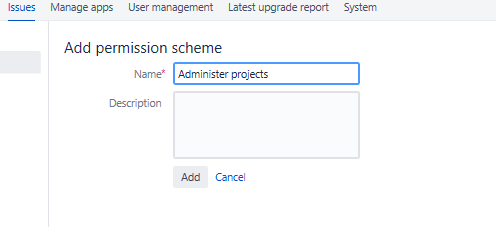 Issues Manage apps User management Latest upgrade report System
Add permission scheme
Name* Administer projects
Description
Add Cancel